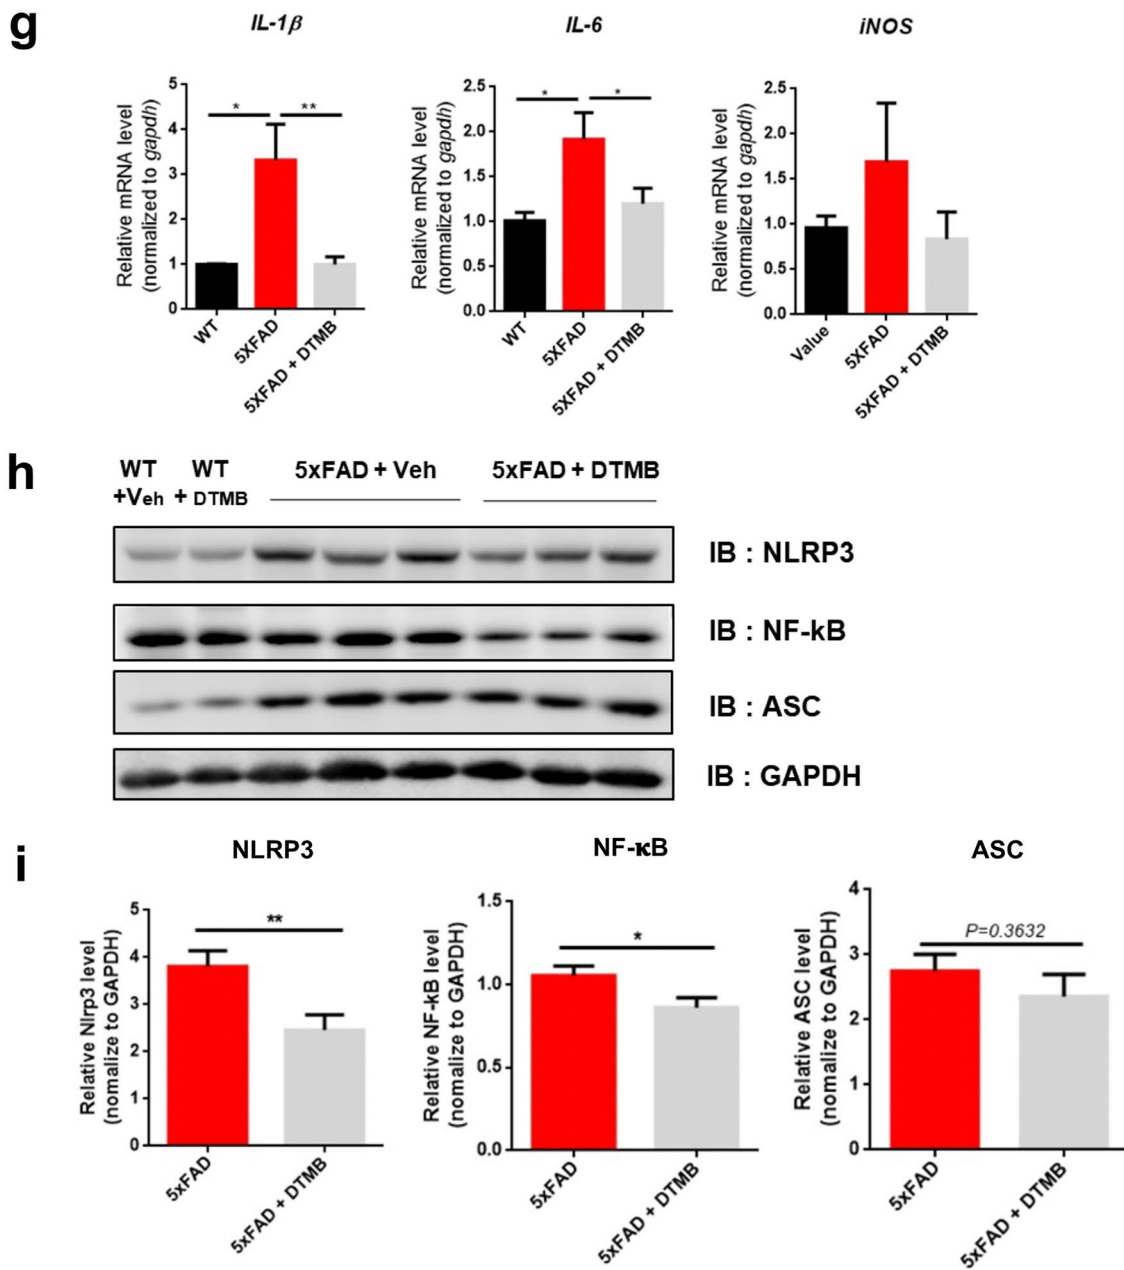 g
IL-1β
IL-6
iNOS
Relative mRNA level
(normalized to gapdh)
5
4
3
2
1
0
*
**
WT
5XFAD
5XFAD + DTMB
Relative mRNA level
(normalized to gapdh)
2.5
2.0
1.5
1.0
0.5
0.0
*
*
WT
5XFAD
5XFAD + DTMB
Relative mRNA level
(normalized to gapdh)
2.5
2.0
1.5
1.0
0.5
0.0
Value
5XFAD
5XFAD + DTMB
h
WT WT 5xFAD + Veh 5xFAD + DTMB
+Veh + DTMB
IB : NLRP3
IB : NF-kB
IB : ASC
IB : GAPDH
i
NLRP3
NF-κB
ASC
Relative Nlrp3 level
(nomalize to GAPDH)
5
4
3
2
1
0
**
5xFAD
5xFAD + DTMB
Relative NF-kB level
(nomalize to GAPDH)
1.5
1.0
0.5
0.0
*
5xFAD
5xFAD + DTMB
Relative ASC level
(nomalize to GAPDH)
4
3
2
1
0
P=0.3632
5xFAD
5xFAD + DTMB